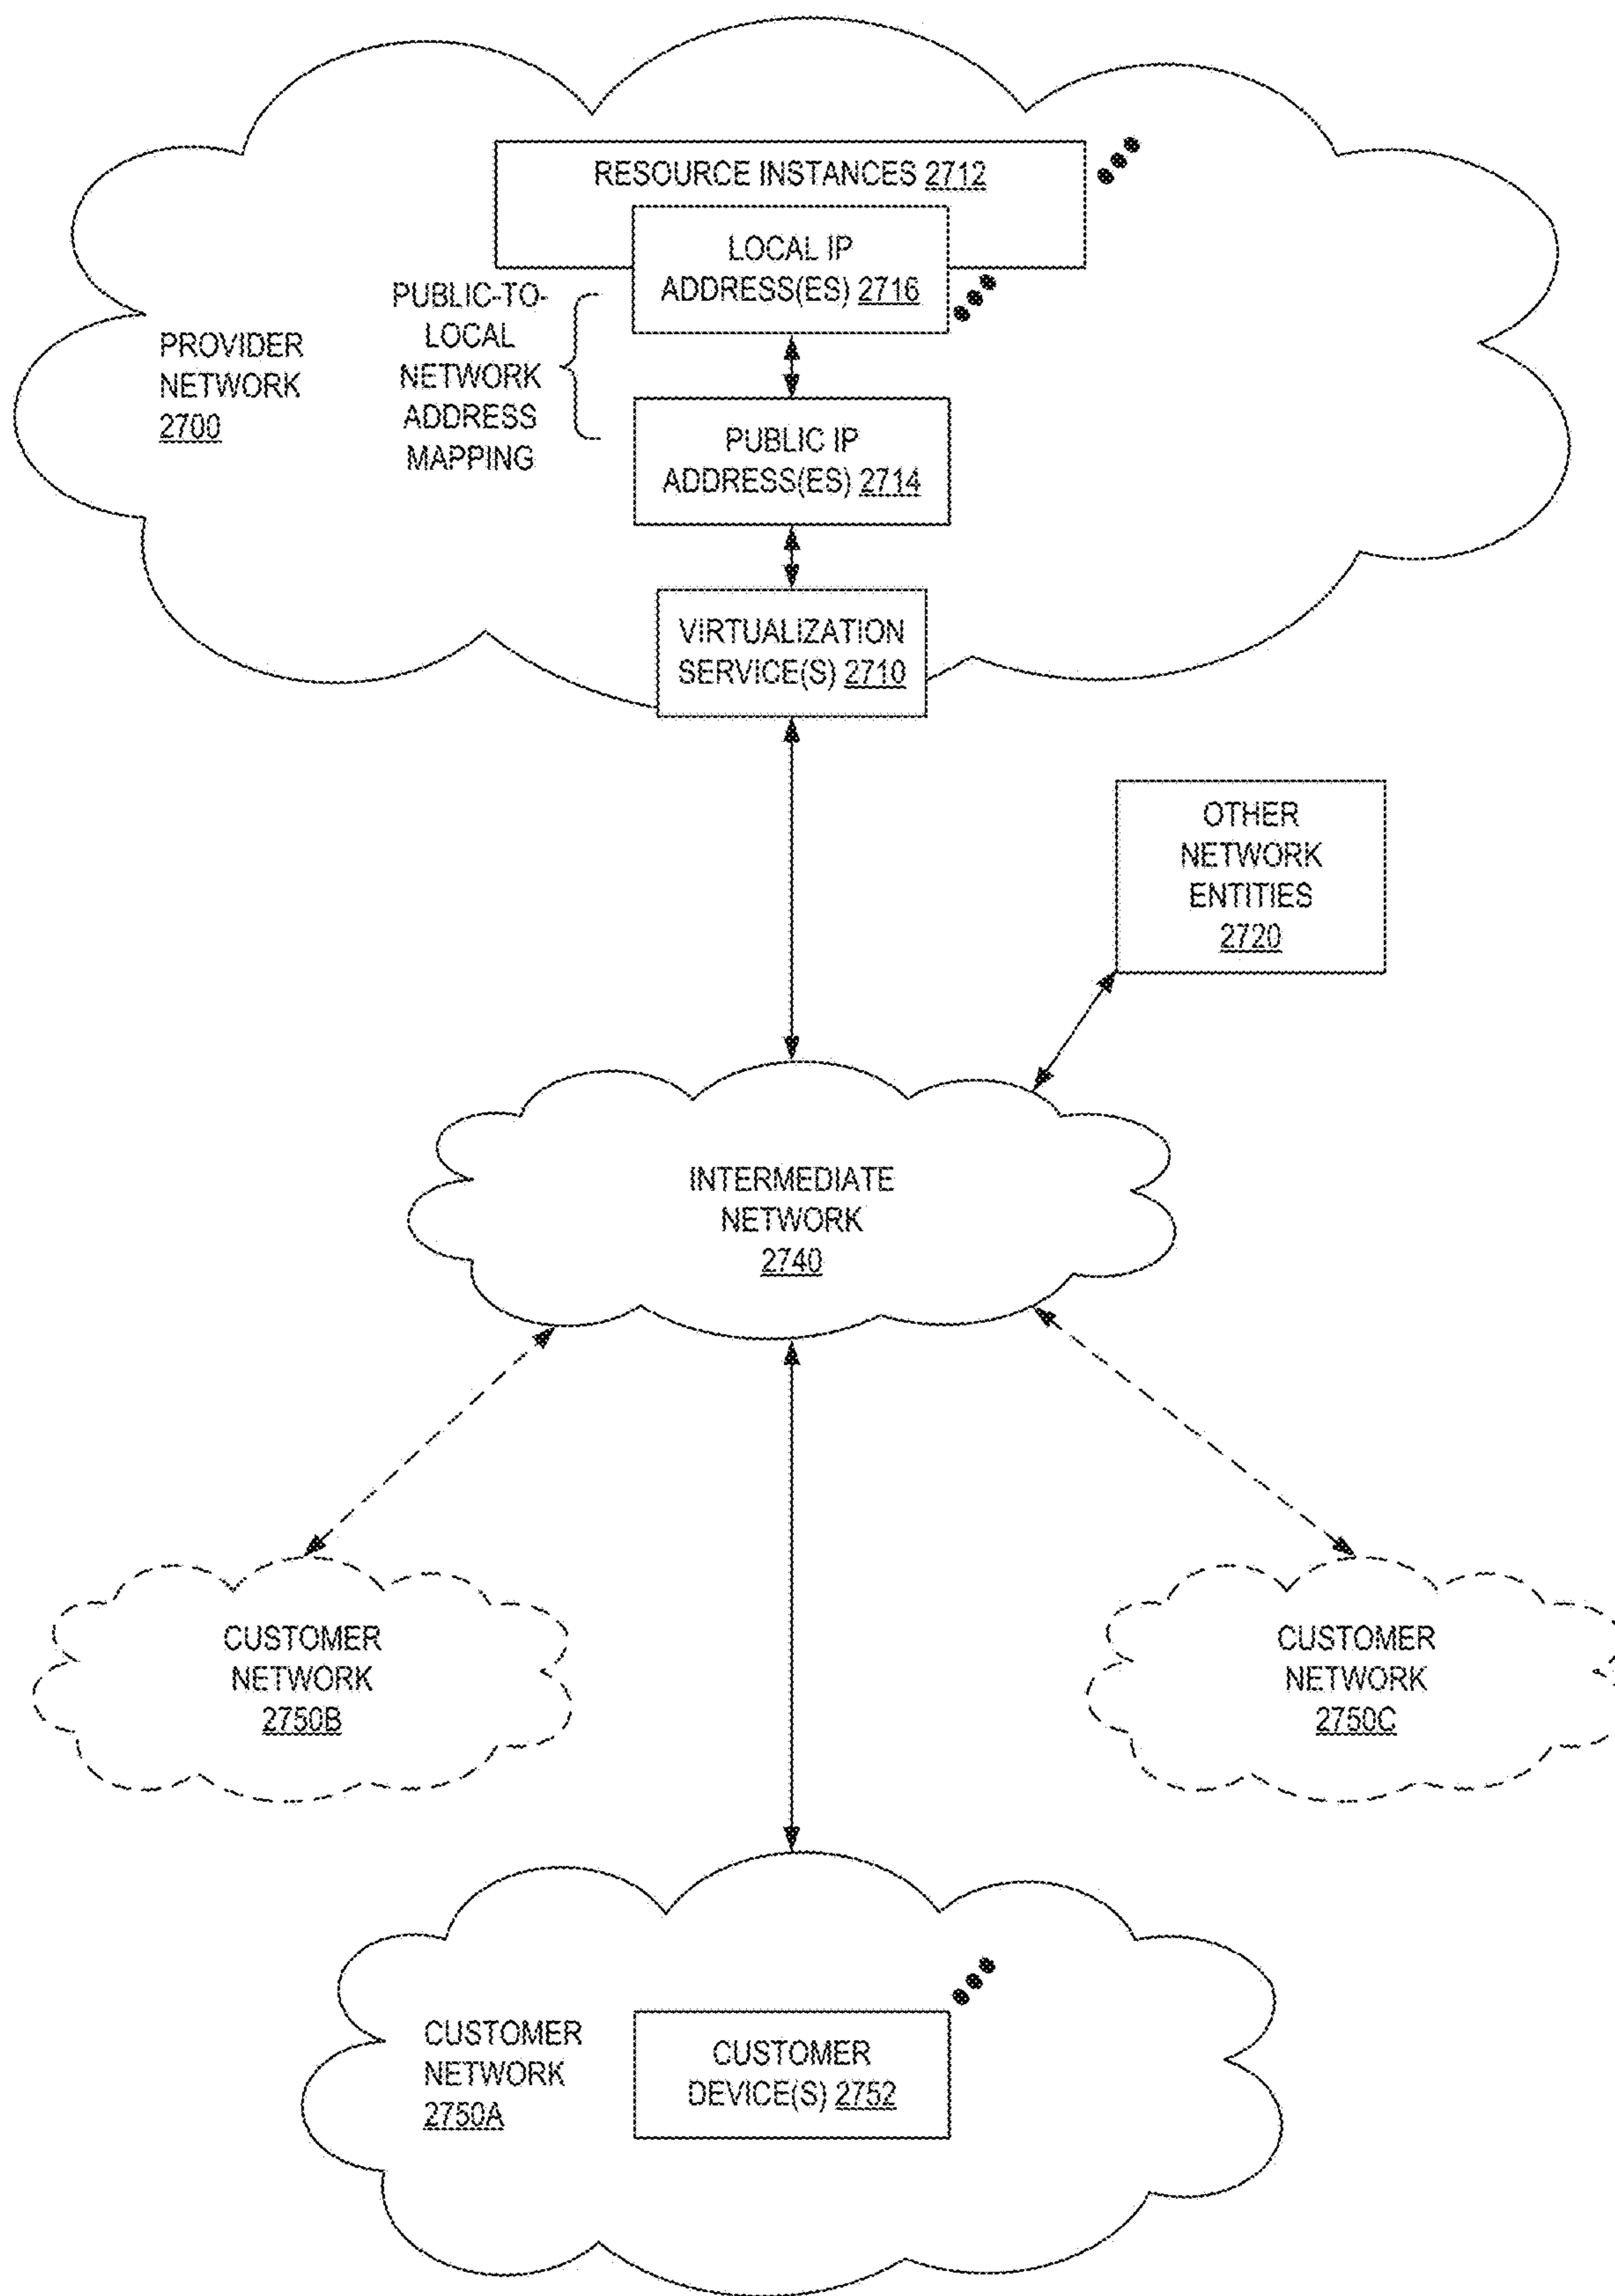 RESOURCE INSTANCES 2712
LOCAL IP
ADDRESS(ES) 2716
PUBLIC-TO-
LOCAL
NETWORK
ADDRESS
MAPPING
PROVIDER
NETWORK
2700
PUBLIC IP
ADDRESS(ES) 2714
VIRTUALIZATION
SERVICE(S) 2710
OTHER
NETWORK
ENTITIES
2720
INTERMEDIATE
NETWORK
2740
CUSTOMER
NETWORK
2750B
CUSTOMER
NETWORK
2750C
CUSTOMER
NETWORK
2750A
CUSTOMER
DEVICE(S) 2752